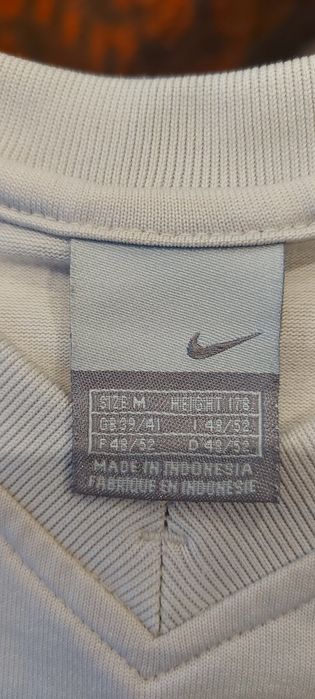 SIZE M HEIGHT 178
GB 39/41 I 48/52
F 48/52 D 48/52
MADE IN INDONESIA
FABRIQUE EN INDONESIE